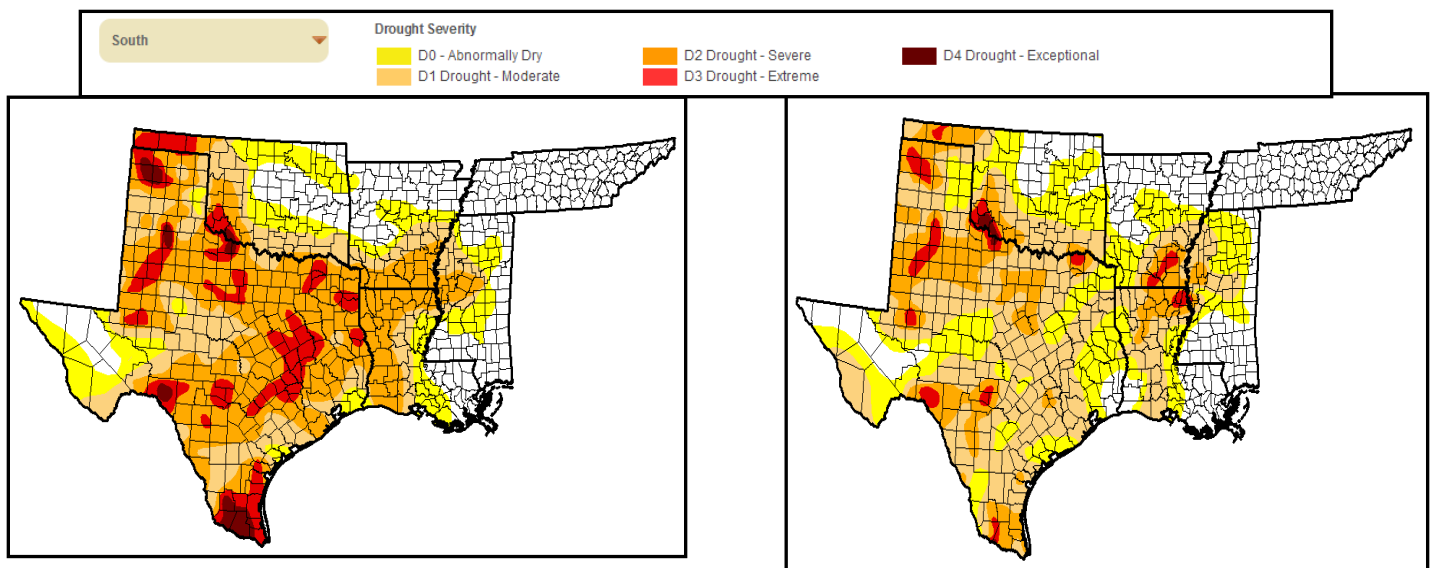 South
Drought Severity
D0 - Abnormally Dry
D1 Drought - Moderate
D2 Drought - Severe
D3 Drought - Extreme
D4 Drought - Exceptional